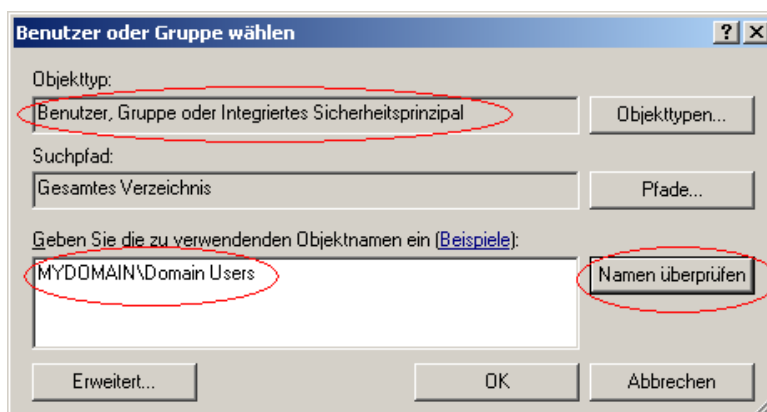 Benutzer oder Gruppe wählen
Objekttyp:
Benutzer, Gruppe oder Integriertes Sicherheitsprinzipal
Objekttypen...
Suchpfad:
Gesamtes Verzeichnis
Pfade...
Geben Sie die zu verwendenden Objektnamen ein (Beispiele):
MYDOMAIN\Domain Users
Namen überprüfen
Erweitert...
OK
Abbrechen